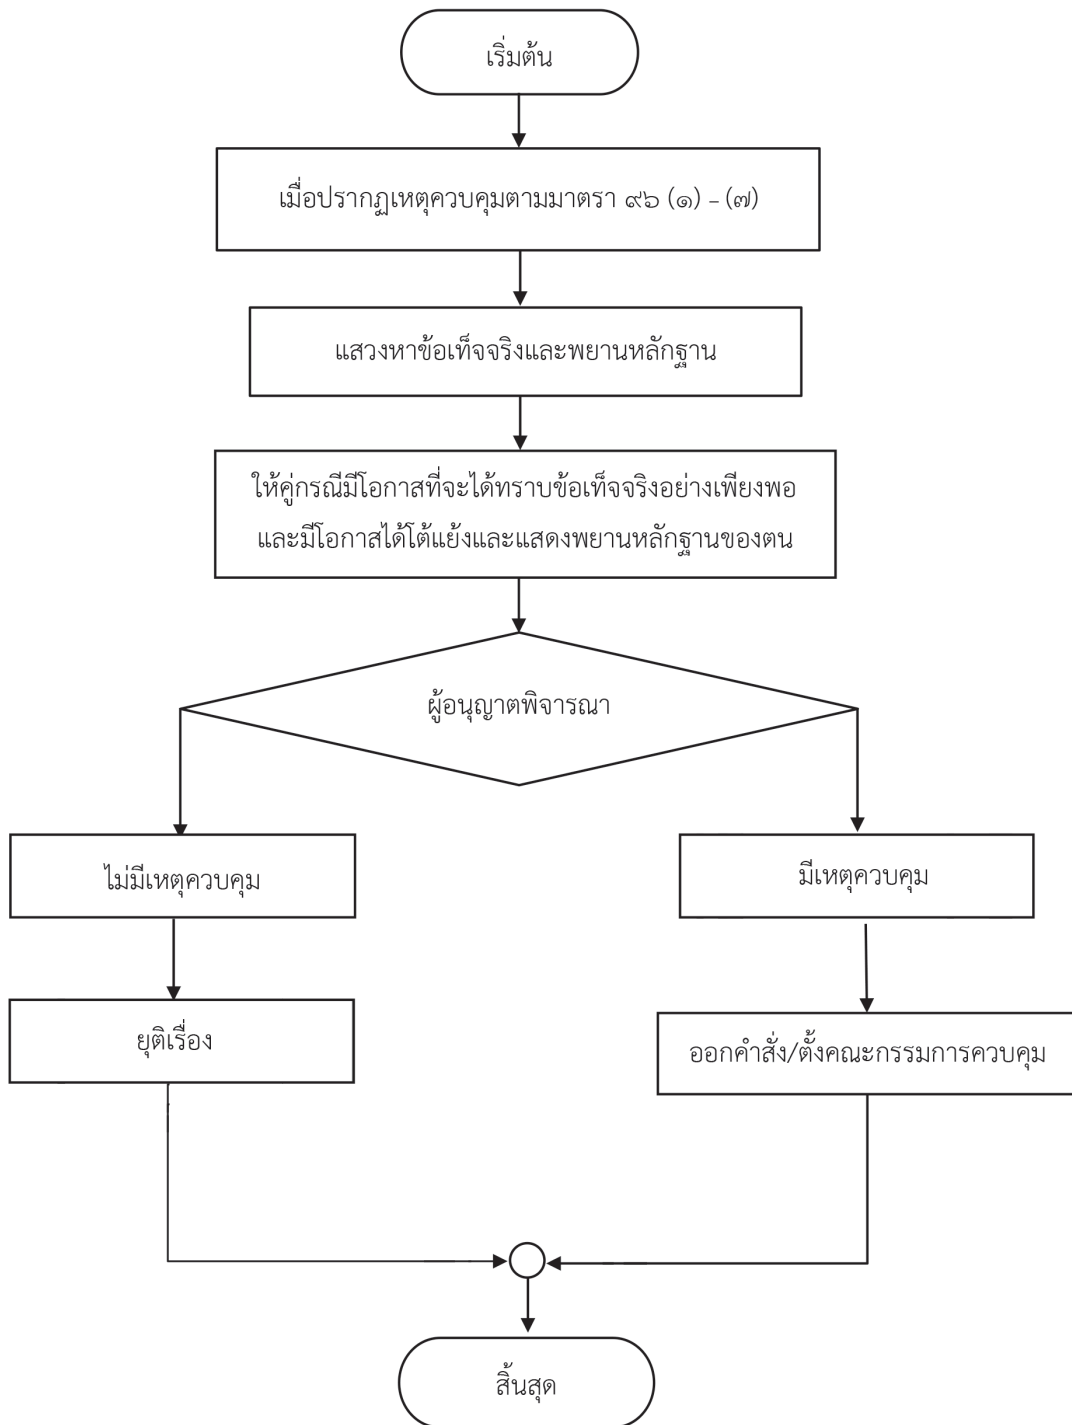 เริ่มต้น
เมื่อปรากฏเหตุควบคุมตามมาตรา ๙๖ (๑) - (๗)
แสวงหาข้อเท็จจริงและพยานหลักฐาน
ให้คู่กรณีมีโอกาสที่จะได้ทราบข้อเท็จจริงอย่างเพียงพอ
และมีโอกาสได้โต้แย้งและแสดงพยานหลักฐานของตน
ผู้อนุญาตพิจารณา
ไม่มีเหตุควบคุม
มีเหตุควบคุม
ยุติเรื่อง
ออกคำสั่ง/ตั้งคณะกรรมการควบคุม
สิ้นสุด